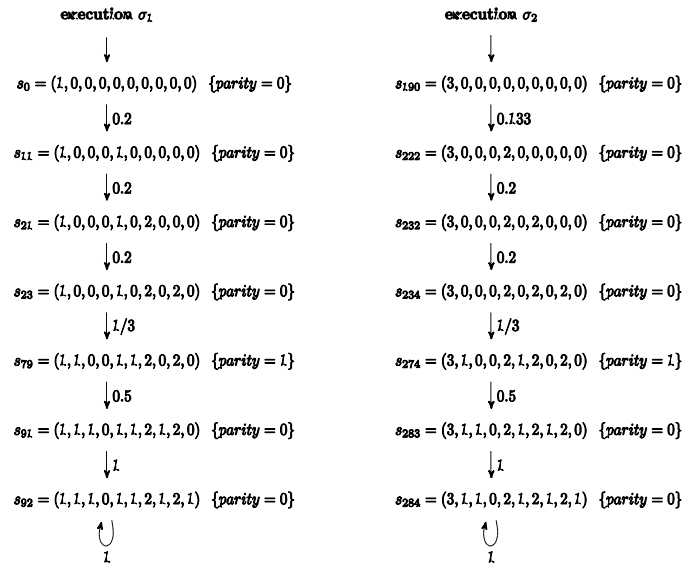 execution σ₁
s₀ = (1, 0, 0, 0, 0, 0, 0, 0, 0, 0) {parity = 0}
0.2
s₁₁ = (1, 0, 0, 0, 1, 0, 0, 0, 0, 0) {parity = 0}
0.2
s₂₁ = (1, 0, 0, 0, 1, 0, 2, 0, 0, 0) {parity = 0}
0.2
s₂₃ = (1, 0, 0, 0, 1, 0, 2, 0, 2, 0) {parity = 0}
1/3
s₇₉ = (1, 1, 0, 0, 1, 1, 2, 0, 2, 0) {parity = 1}
0.5
s₉₁ = (1, 1, 1, 0, 1, 1, 2, 1, 2, 0) {parity = 0}
1
s₉₂ = (1, 1, 1, 0, 1, 1, 2, 1, 2, 1) {parity = 0}
1
execution σ₂
s₁₉₀ = (3, 0, 0, 0, 0, 0, 0, 0, 0, 0) {parity = 0}
0.133
s₂₂₂ = (3, 0, 0, 0, 2, 0, 0, 0, 0, 0) {parity = 0}
0.2
s₂₃₂ = (3, 0, 0, 0, 2, 0, 2, 0, 0, 0) {parity = 0}
0.2
s₂₃₄ = (3, 0, 0, 0, 2, 0, 2, 0, 2, 0) {parity = 0}
1/3
s₂₇₄ = (3, 1, 0, 0, 2, 1, 2, 0, 2, 0) {parity = 1}
0.5
s₂₈₃ = (3, 1, 1, 0, 2, 1, 2, 1, 2, 0) {parity = 0}
1
s₂₈₄ = (3, 1, 1, 0, 2, 1, 2, 1, 2, 1) {parity = 0}
1